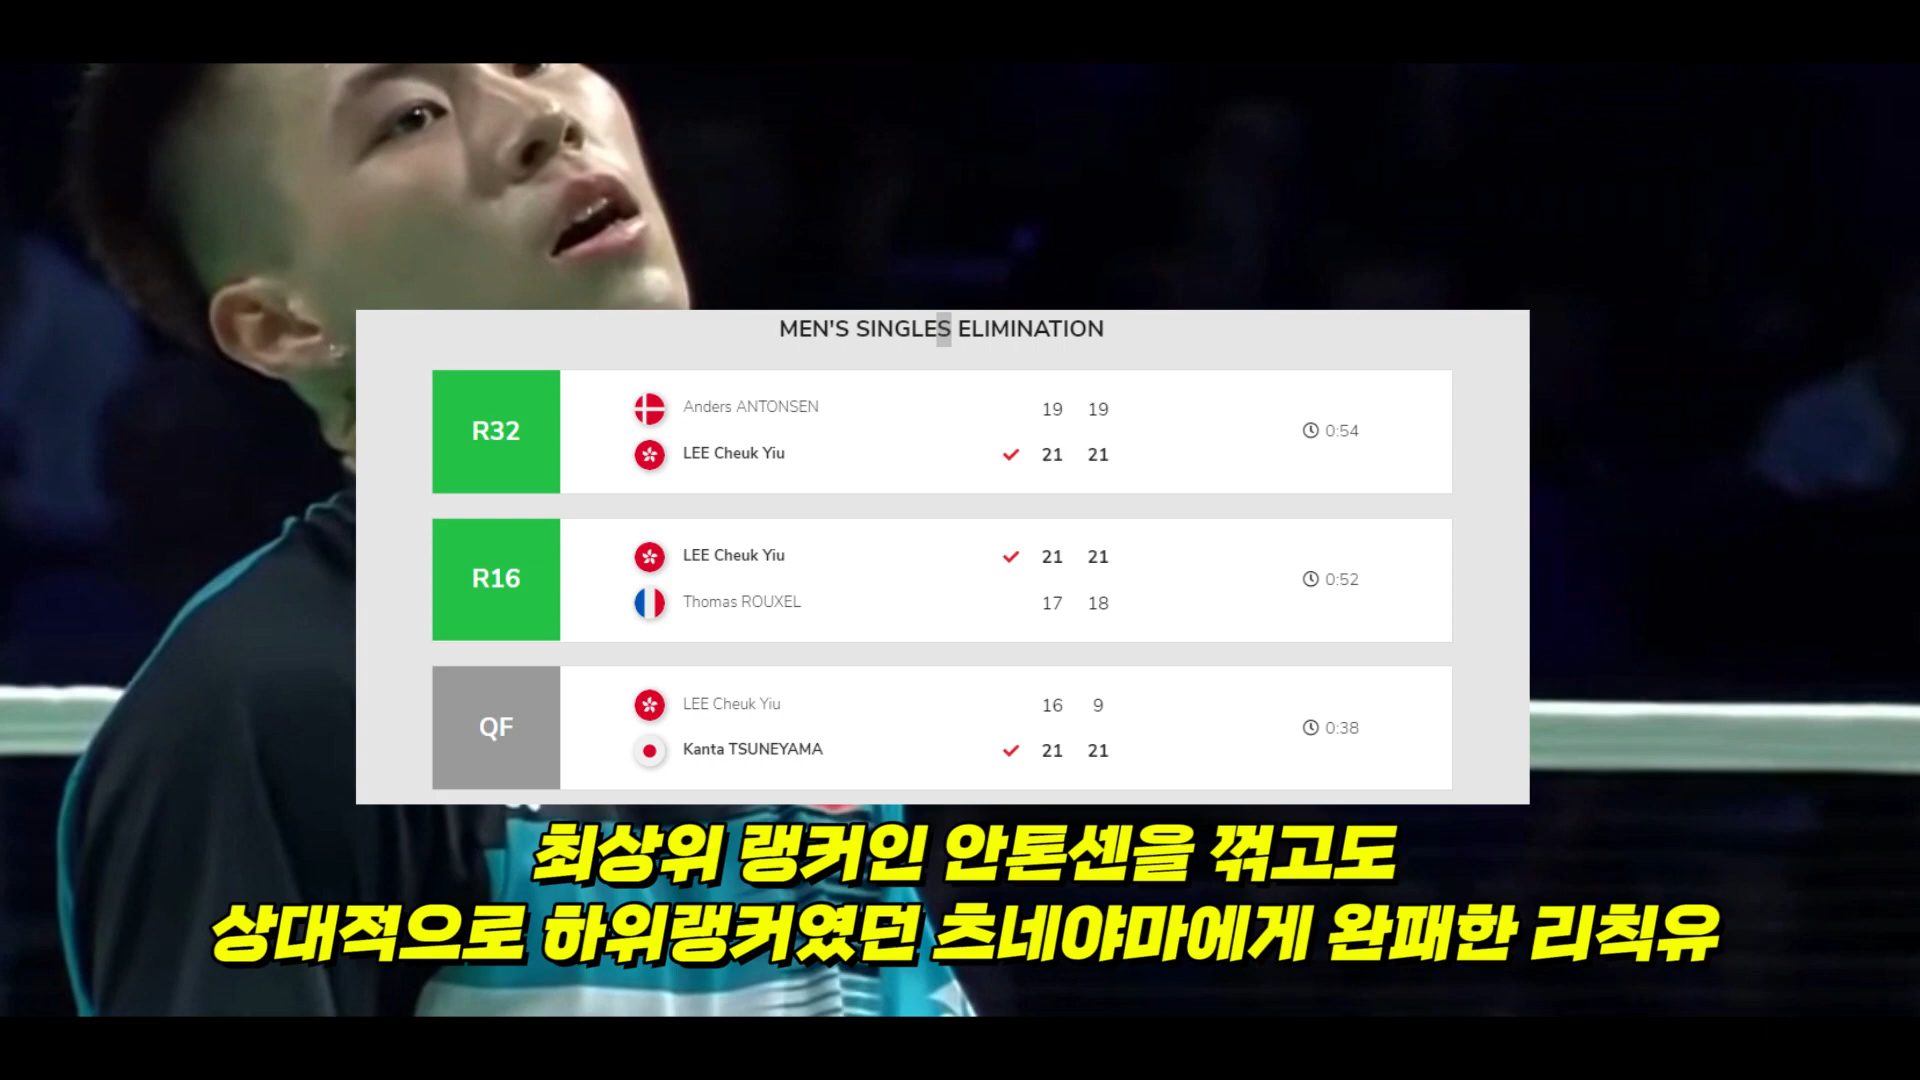 MEN'S SINGLES ELIMINATION
R32
Anders ANTONSEN 19 19
0:54
LEE Cheuk Yiu 21 21
R16
LEE Cheuk Yiu 21 21
0:52
Thomas ROUXEL 17 18
QF
LEE Cheuk Yiu 16 9
0:38
Kanta TSUNEYAMA 21 21
최상위 랭커인 안톤센을 꺾고도
상대적으로 하위랭커였던 츠네야마에게 완패한 리칙유